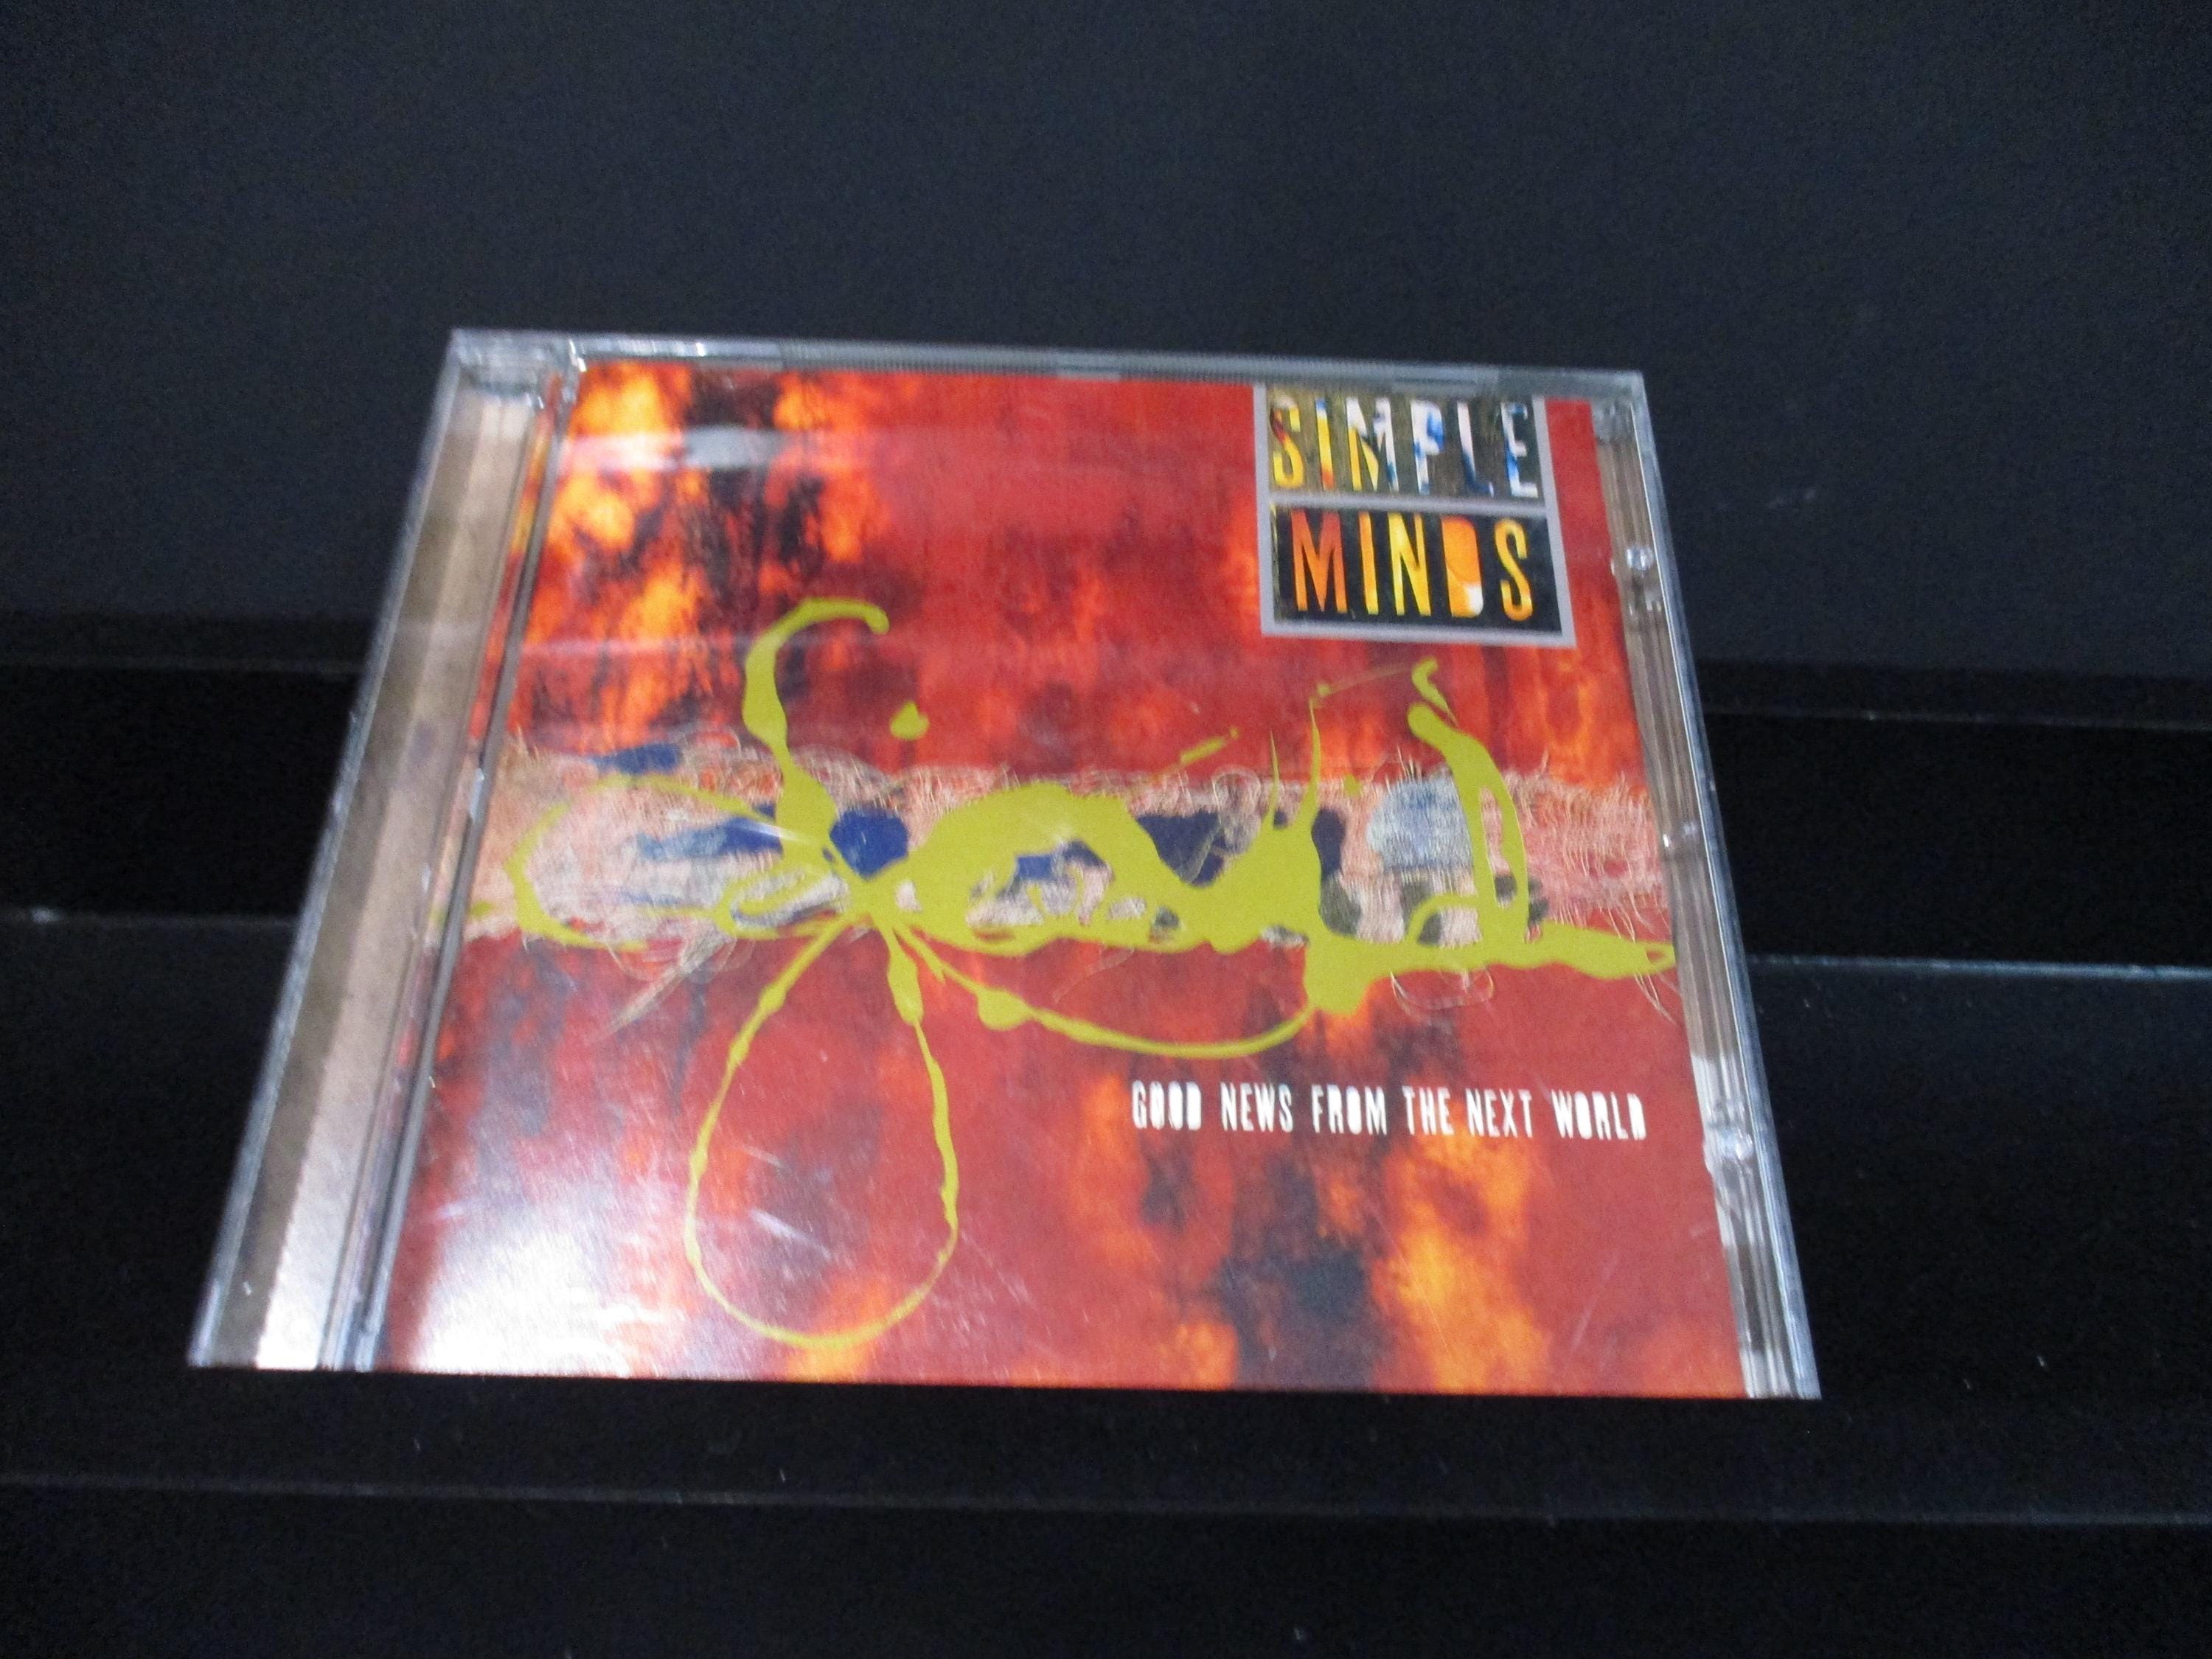 SIMPLE
MINDS
GOOD NEWS FROM THE NEXT WORLD